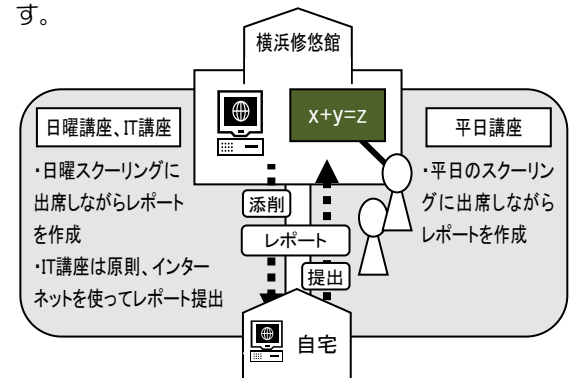 す。
横浜修悠館
x+y=z
日曜講座、IT講座
・日曜スクーリングに
出席しながらレポート
を作成
・IT講座は原則、インター
ネットを使ってレポート提出
平日講座
・平日のスクーリン
グに出席しながら
レポートを作成
添削
レポート
提出
自宅